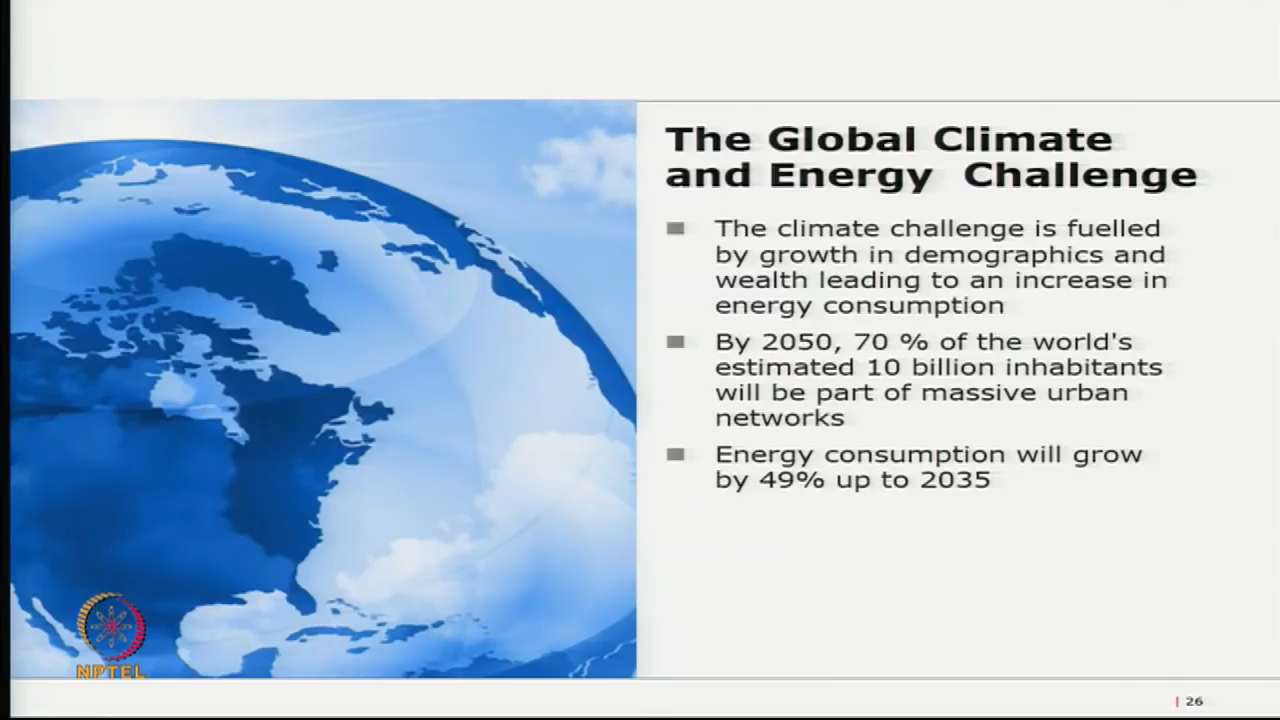 The Global Climate
and Energy Challenge
The climate challenge is fuelled
by growth in demographics and
wealth leading to an increase in
energy consumption
By 2050, 70 % of the world's
estimated 10 billion inhabitants
will be part of massive urban
networks
Energy consumption will grow
by 49% up to 2035
NPTEL
| 26